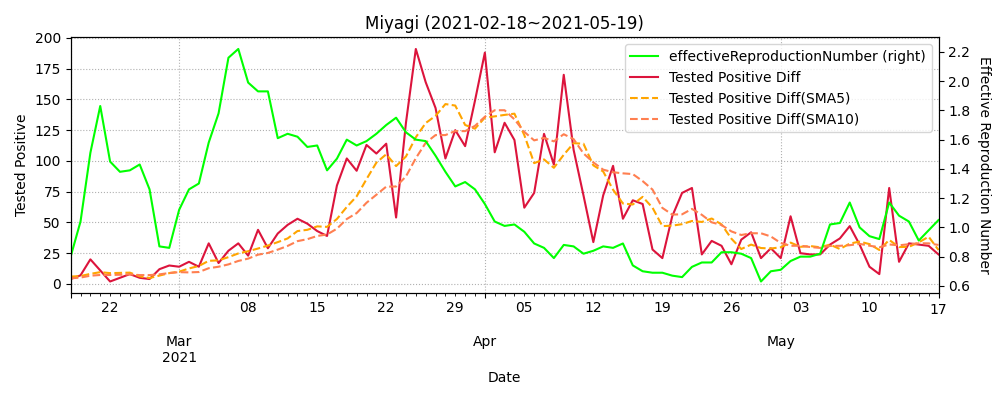 Miyagi (2021-02-18~2021-05-19)
effectiveReproductionNumber (right)
Tested Positive Diff
Tested Positive Diff(SMA5)
Tested Positive Diff(SMA10)
Tested Positive
200
175
150
125
100
75
50
25
0
2.2
2.0
1.8
1.6
1.4
1.2
1.0
0.8
0.6
Effective Reproduction Number
22 08 15 22 29 05 12 19 26 03 10 17
Mar Apr May
2021
Date